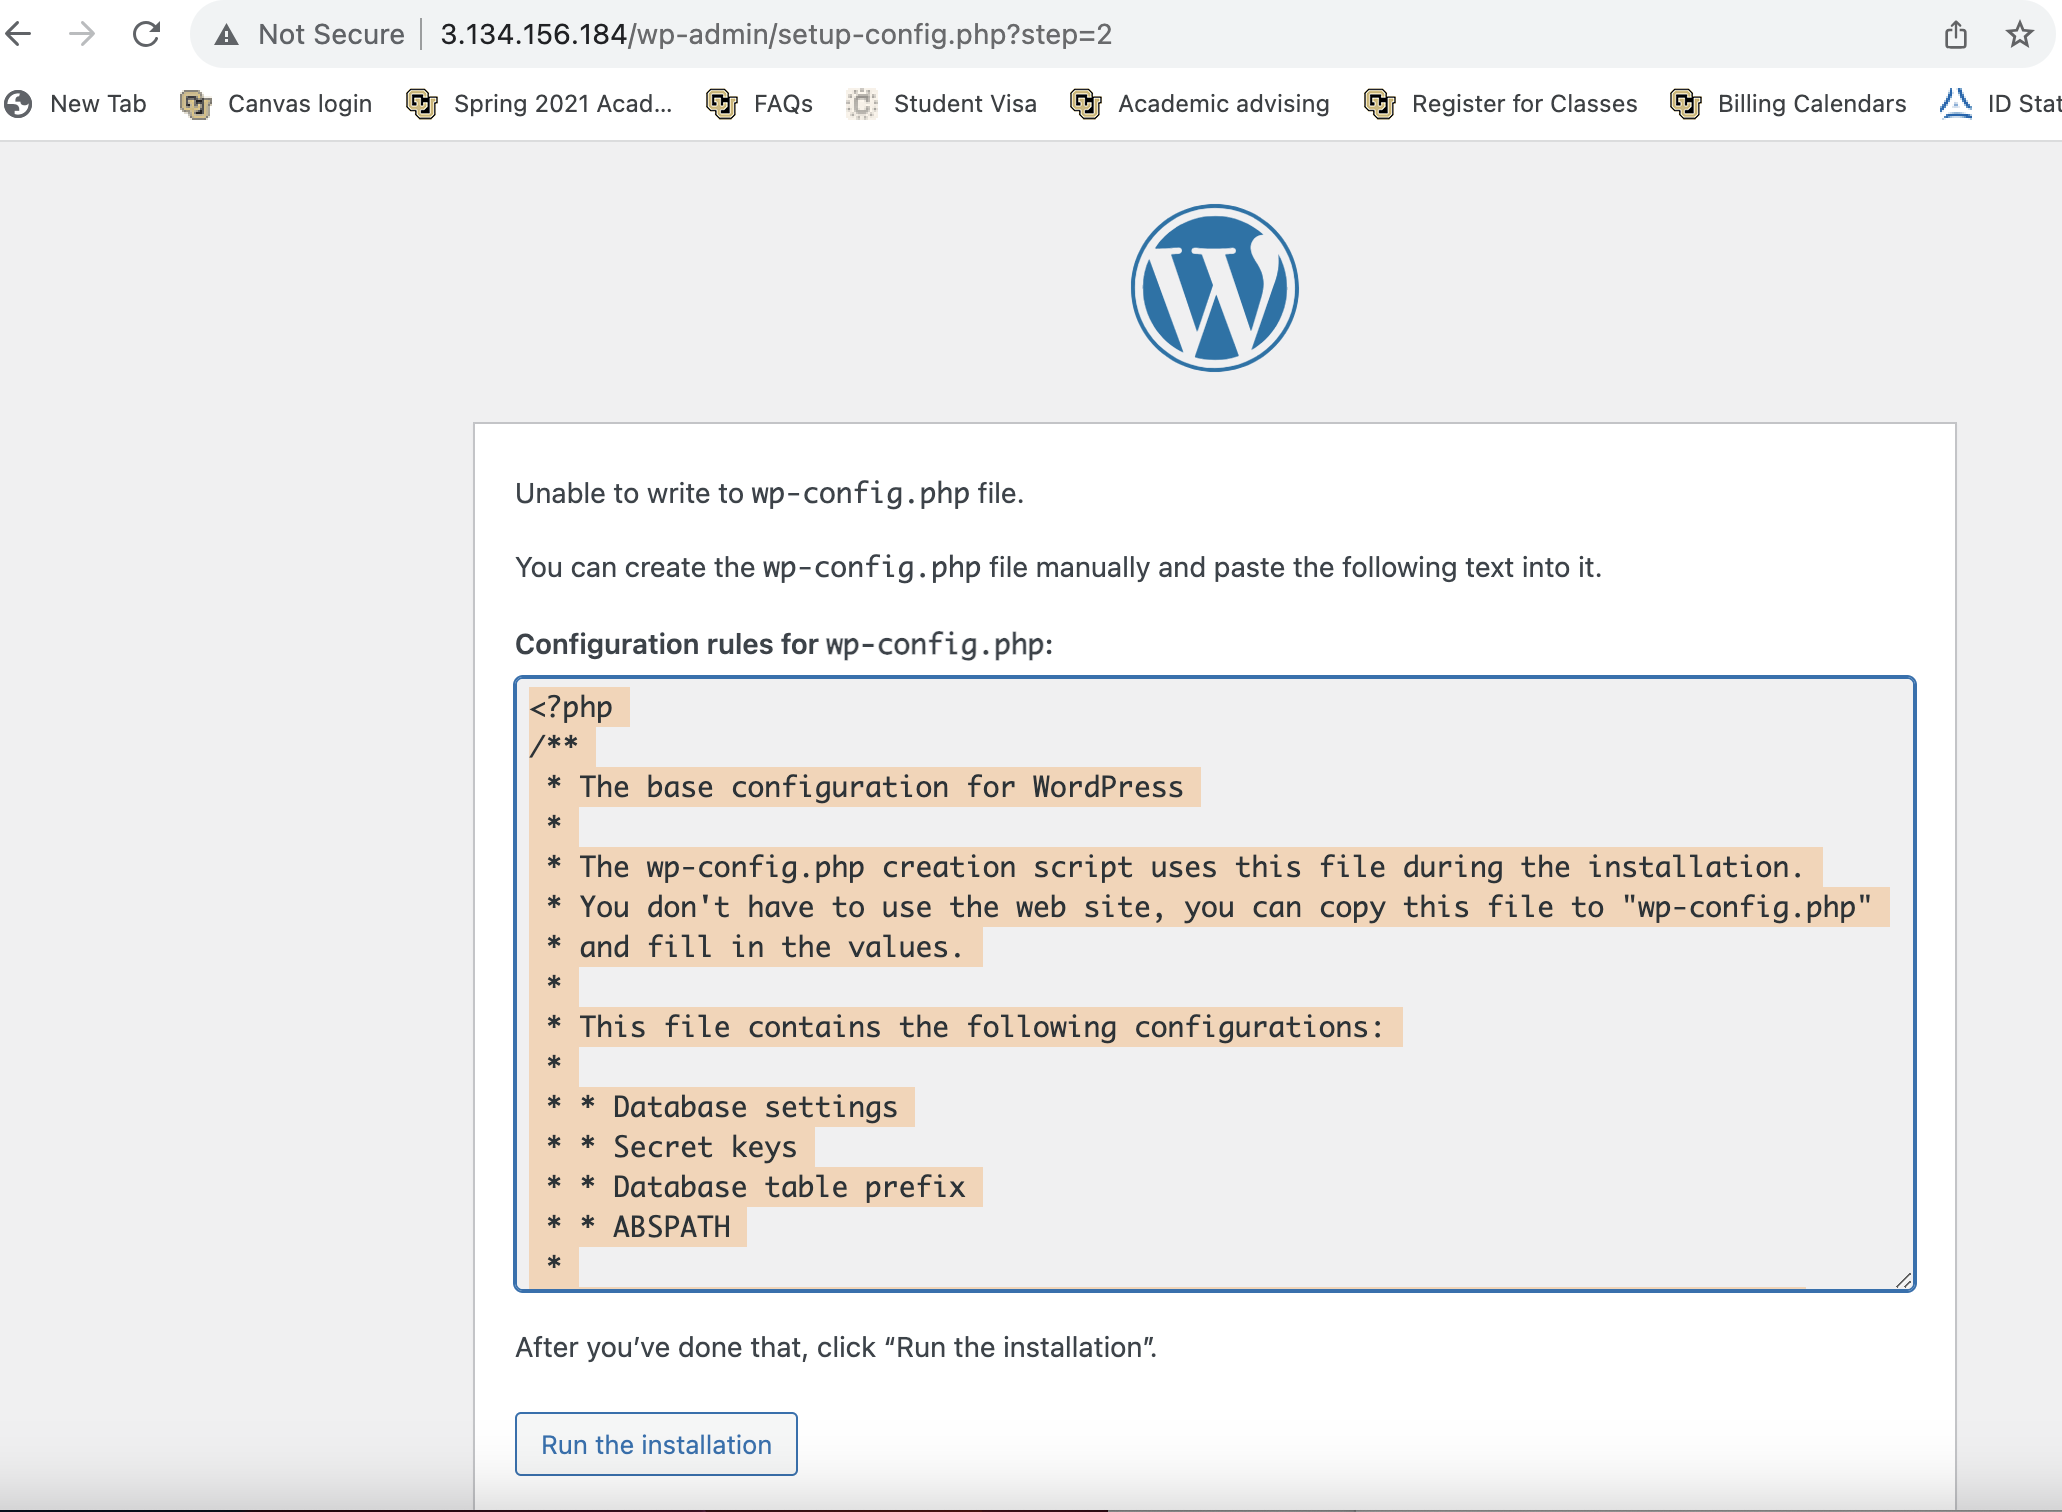 Not Secure 3.134.156.184/wp-admin/setup-config.php?step=2
New Tab Canvas login Spring 2021 Acad... FAQs Student Visa Academic advising Register for Classes Billing Calendars ID Stat
Unable to write to wp-config.php file.
You can create the wp-config.php file manually and paste the following text into it.
Configuration rules for wp-config.php:
<?php
/**
 * The base configuration for WordPress
 *
 * The wp-config.php creation script uses this file during the installation.
 * You don't have to use the web site, you can copy this file to "wp-config.php"
 * and fill in the values.
 *
 * This file contains the following configurations:
 *
 * * Database settings
 * * Secret keys
 * * Database table prefix
 * * ABSPATH
 *
After you’ve done that, click “Run the installation”.
Run the installation